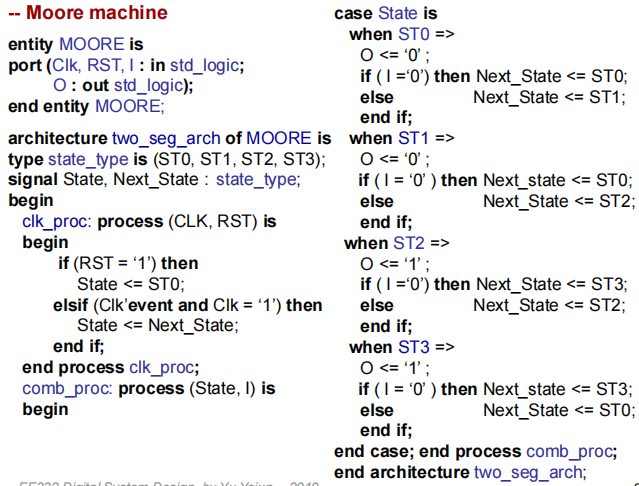 -- Moore machine
entity MOORE is
port (Clk, RST, I : in std_logic;
O : out std_logic);
end entity MOORE;
architecture two_seg_arch of MOORE is
type state_type is (ST0, ST1, ST2, ST3);
signal State, Next_State : state_type;
begin
clk_proc: process (CLK, RST) is
begin
if (RST = ‘1’) then
State <= ST0;
elsif (Clk’event and Clk = ‘1’) then
State <= Next_State;
end if;
end process clk_proc;
comb_proc: process (State, I) is
begin
case State is
when ST0 =>
O <= ‘0’ ;
if ( I =‘0’) then Next_State <= ST0;
else Next_State <= ST1;
end if;
when ST1 =>
O <= ‘0’ ;
if ( I = ‘0’ ) then Next_state <= ST0;
else Next_State <= ST2;
end if;
when ST2 =>
O <= ‘1’ ;
if ( I =‘0’) then Next_State <= ST3;
else Next_State <= ST2;
end if;
when ST3 =>
O <= ‘1’ ;
if ( I = ‘0’ ) then Next_state <= ST3;
else Next_State <= ST0;
end if;
end case; end process comb_proc;
end architecture two_seg_arch;